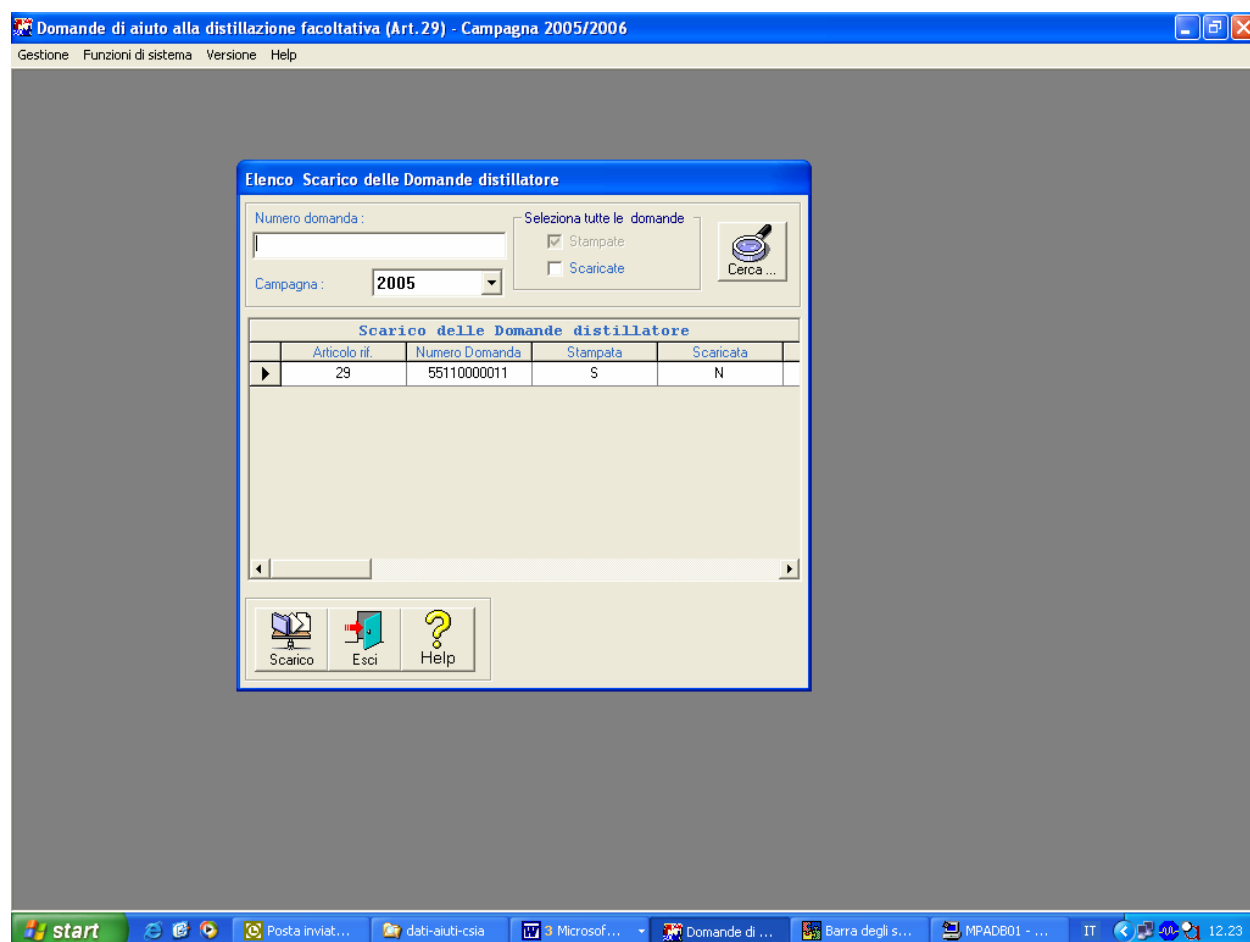 Domande di aiuto alla distillazione facoltativa (Art.29) - Campagna 2005/2006
Gestione Funzioni di sistema Versione Help
Elenco Scarico delle Domande distillatore
Numero domanda :
Seleziona tutte le domande
Stampate
Scaricate
Cerca ...
Campagna : 2005
Scarico delle Domande distillatore
Articolo rif. Numero Domanda Stampata Scaricata
29 55110000011 S N
Scarico Esci Help
start Posta inviat... dati-aiuti-csia 3 Microsof... Domande di ... Barra degli s... MPADB01 - ... IT 12.23